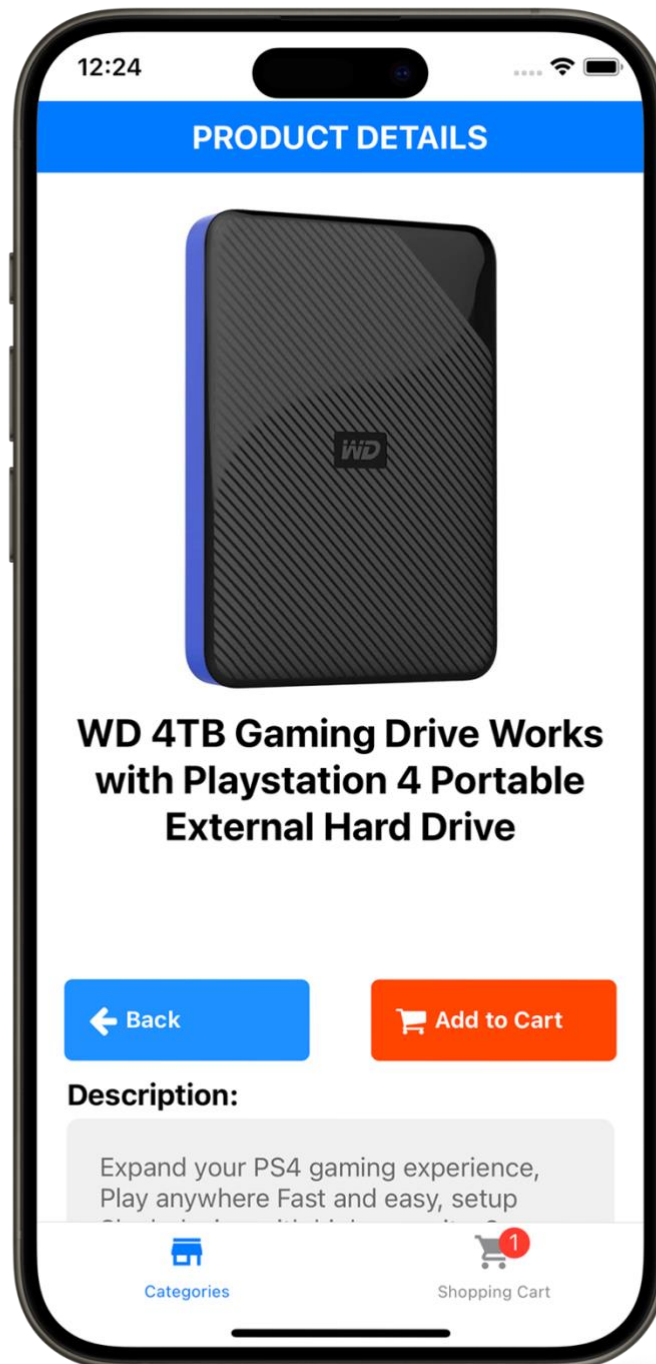 12:24
PRODUCT DETAILS
WD
WD 4TB Gaming Drive Works
with Playstation 4 Portable
External Hard Drive
Back
Add to Cart
Description:
Expand your PS4 gaming experience,
Play anywhere Fast and easy, setup
1
Categories
Shopping Cart